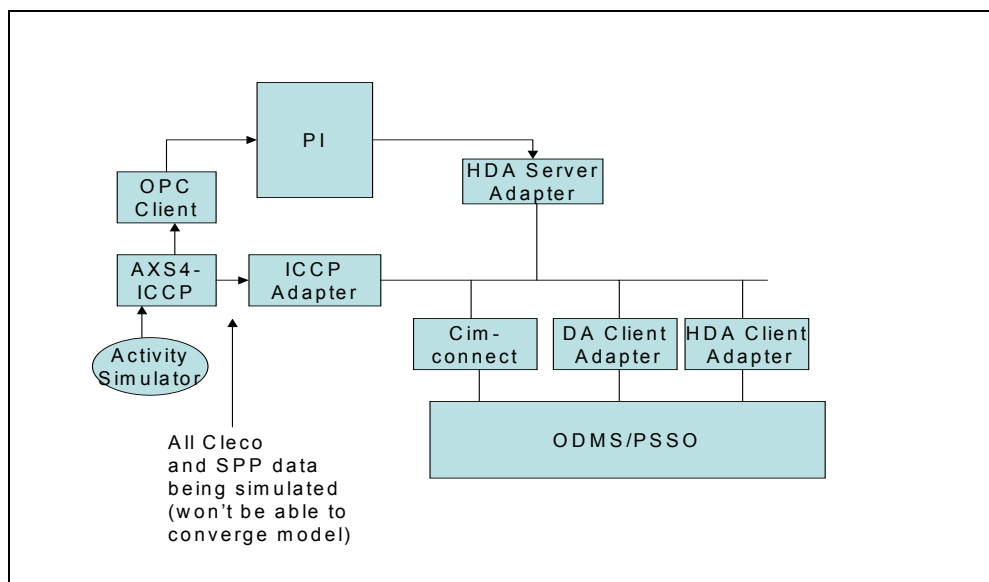 PI
HDA Server
Adapter
OPC
Client
AXS4-
ICCP
ICCP
Adapter
Activity
Simulator
Cim-
connect
DA Client
Adapter
HDA Client
Adapter
ODMS/PSSO
All Cleco
and SPP data
being simulated
(won't be able to
converge model)